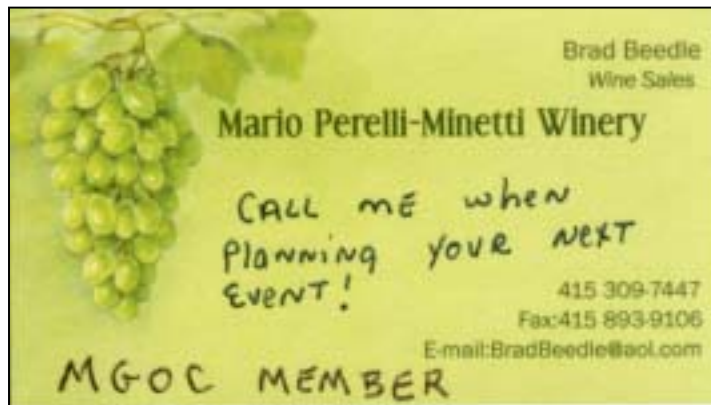 Brad Beedle
Wine Sales
Mario Perelli-Minetti Winery
CALL mE when
PlaNNiNg YOUR NEXT
EVENT!
415 309-7447
Fax:415 893-9106
E-mail:BradBeedle@aol.com
MGOC MEMBER